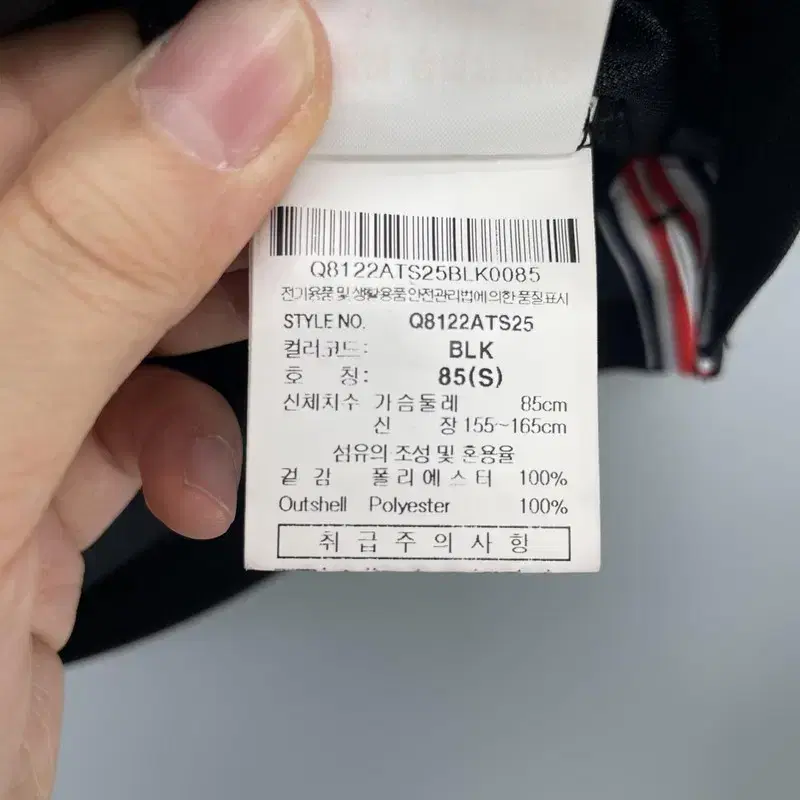 Q8122ATS25BLK0085
전기용품 및 생활용품 안전관리법에 의한 품질표시
STYLE NO. Q8122ATS25
컬러코드: BLK
호 칭: 85(S)
신체치수 가슴둘레 85cm
신 장 155~165cm
섬유의 조성 및 혼용율
겉 감 폴리에스터 100%
Outshell Polyester 100%
취급주의사항